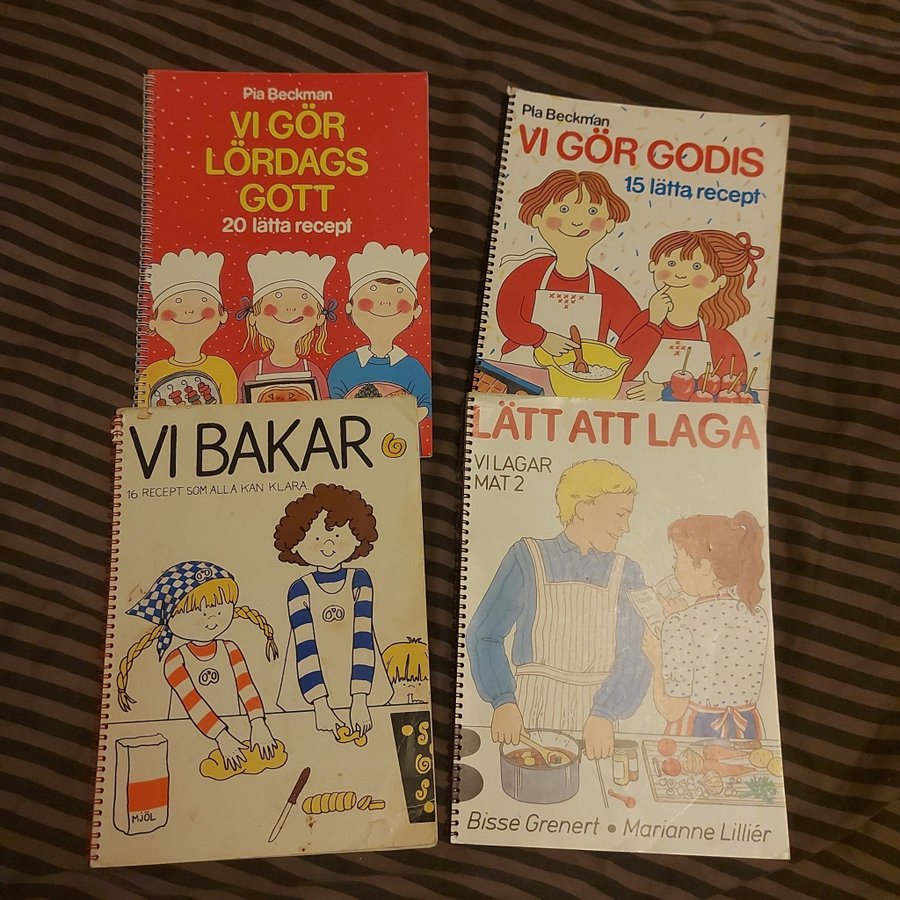 Pia Beckman
VI GÖR
LÖRDAGS
GOTT
20 lätta recept
Pia Beckman
VI GÖR GODIS
15 lätta recept
VI BAKAR
16 RECEPT SOM ALLA KAN KLARA
MJÖL
LÄTT ATT LAGA
VI LAGAR
MAT 2
Bisse Grenert • Marianne Lilliér